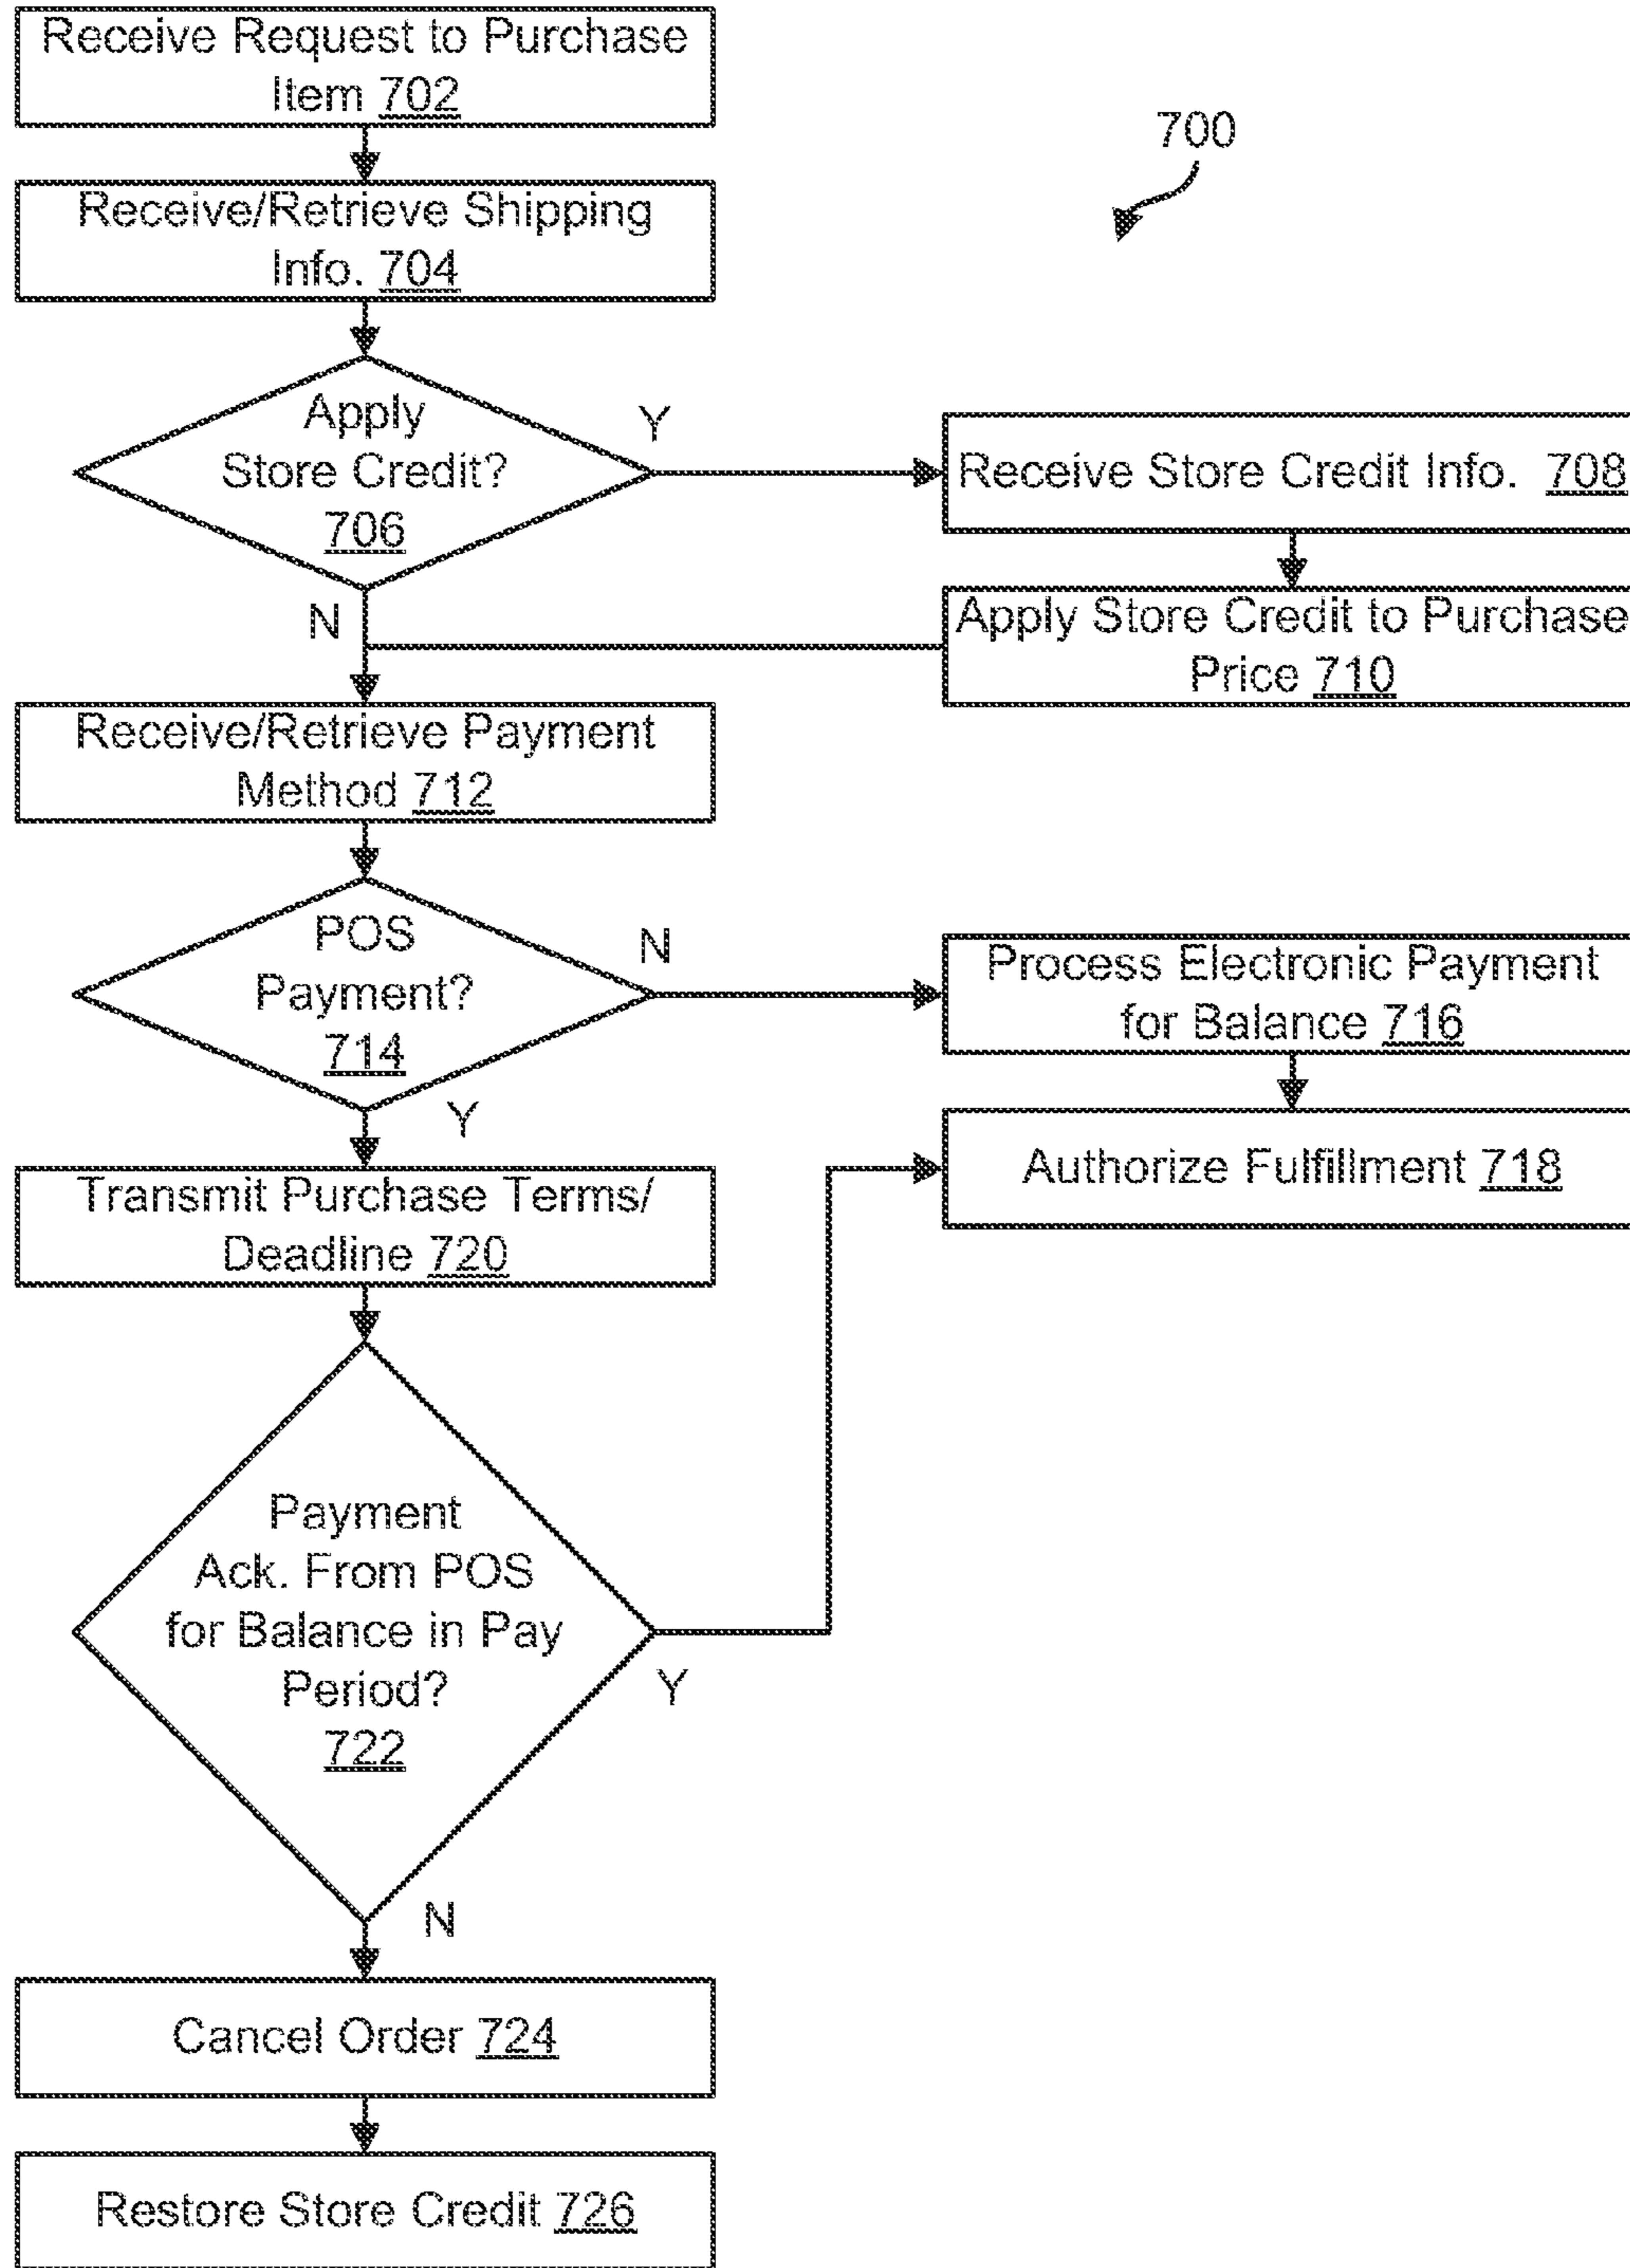 Receive Request to Purchase
Item 702
700
Receive/Retrieve Shipping
Info. 704
Apply
Store Credit?
706
Y
N
Receive Store Credit Info. 708
Apply Store Credit to Purchase
Price 710
Receive/Retrieve Payment
Method 712
POS
Payment?
714
N
Y
Process Electronic Payment
for Balance 716
Authorize Fulfillment 718
Transmit Purchase Terms/
Deadline 720
Payment
Ack. From POS
for Balance in Pay
Period?
722
Y
N
Cancel Order 724
Restore Store Credit 726